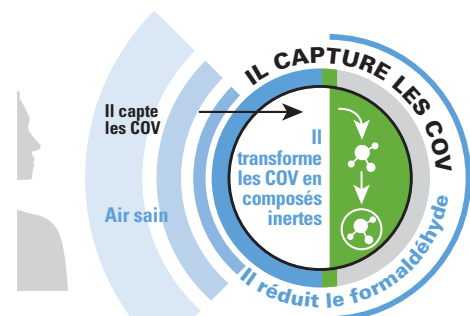 IL CAPTURE LES COV
Il capte
les COV
Il
transforme
les COV en
composés
inertes
Air sain
Il réduit le formaldéhyde